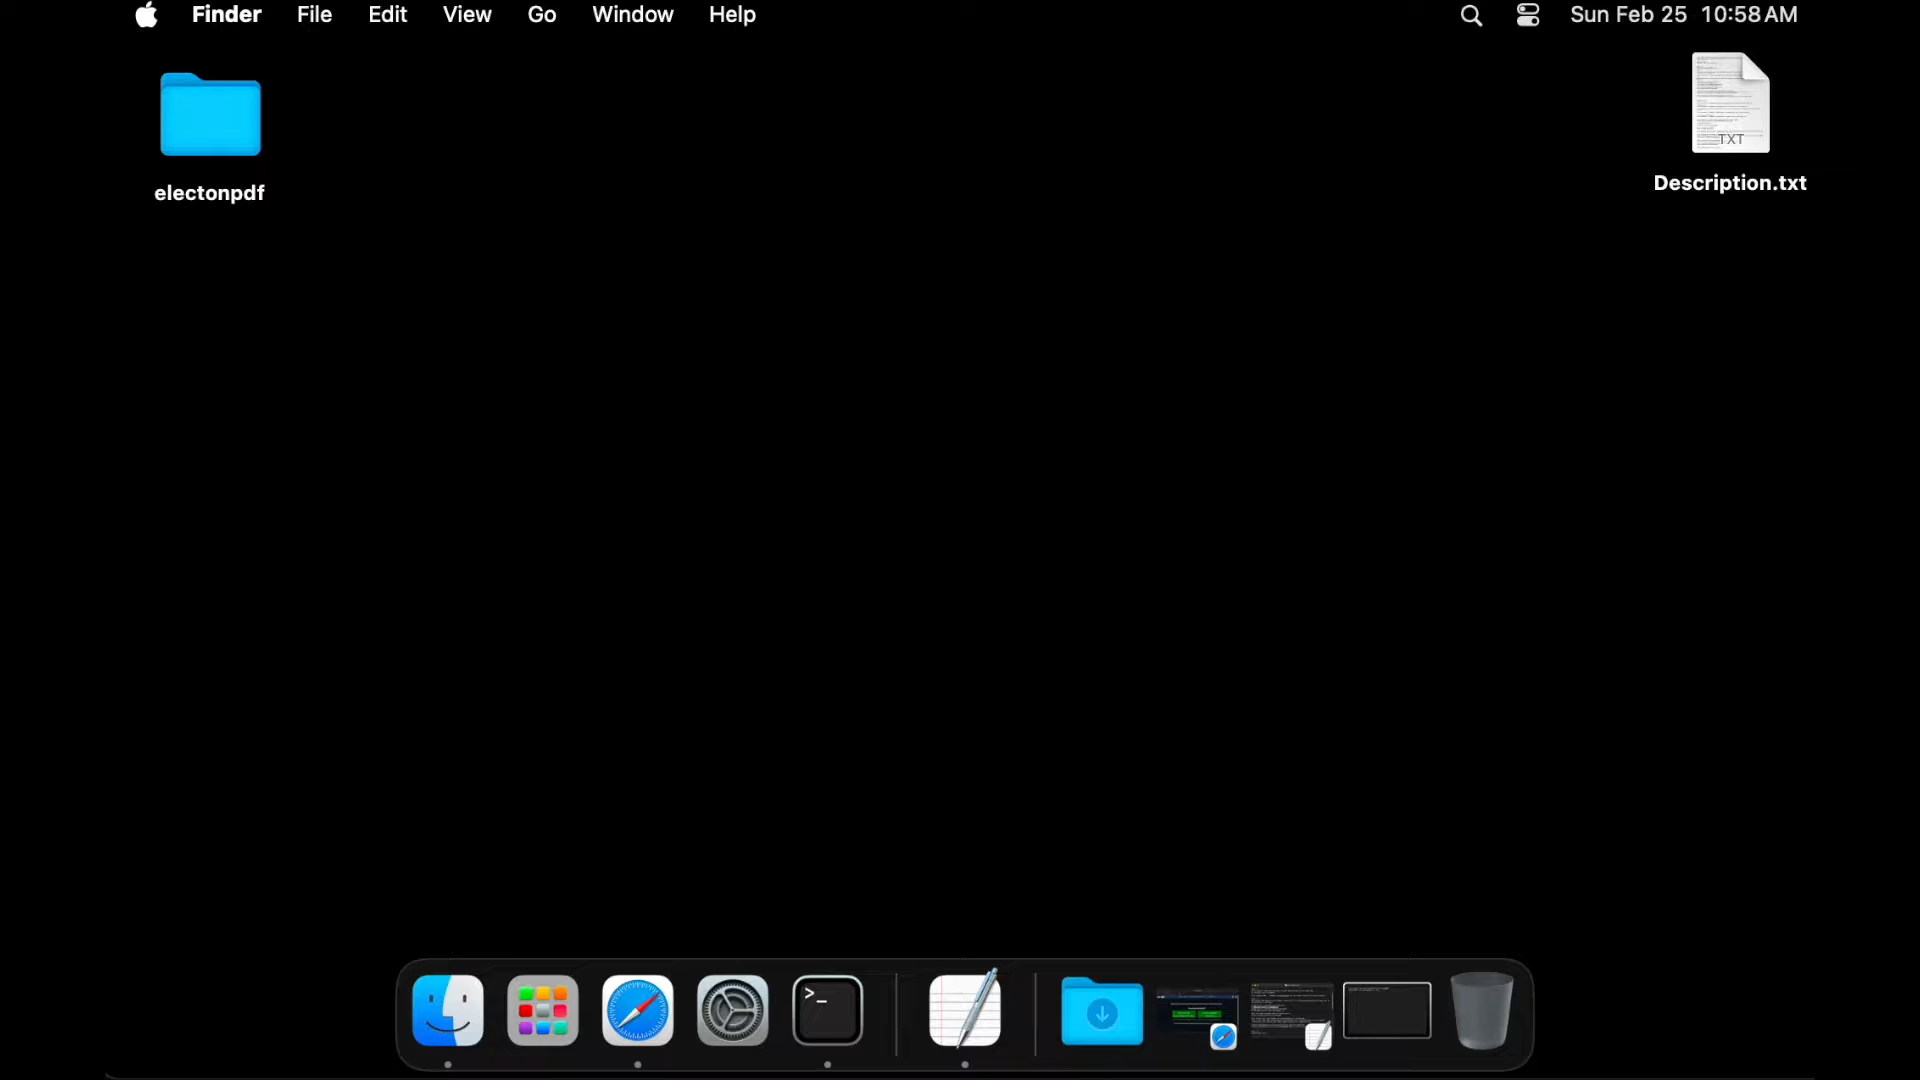 Finder File Edit View Go Window Help Sun Feb 25 10:58 AM
TXT
electonpdf
Description.txt
>_